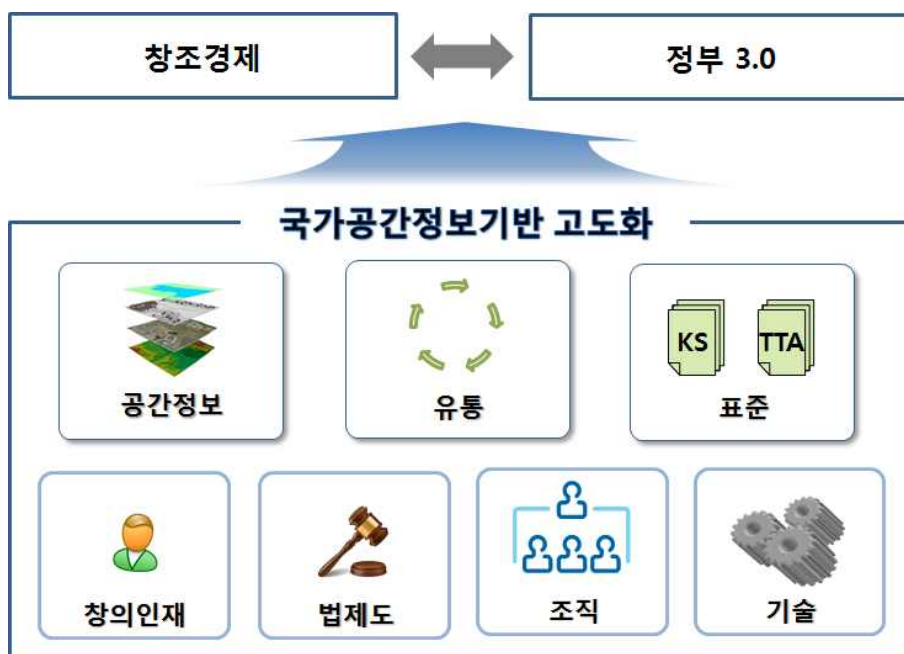 창조경제
정부 3.0
국가공간정보기반 고도화
KS
TTA
공간정보
유통
표준
창의인재
법제도
조직
기술